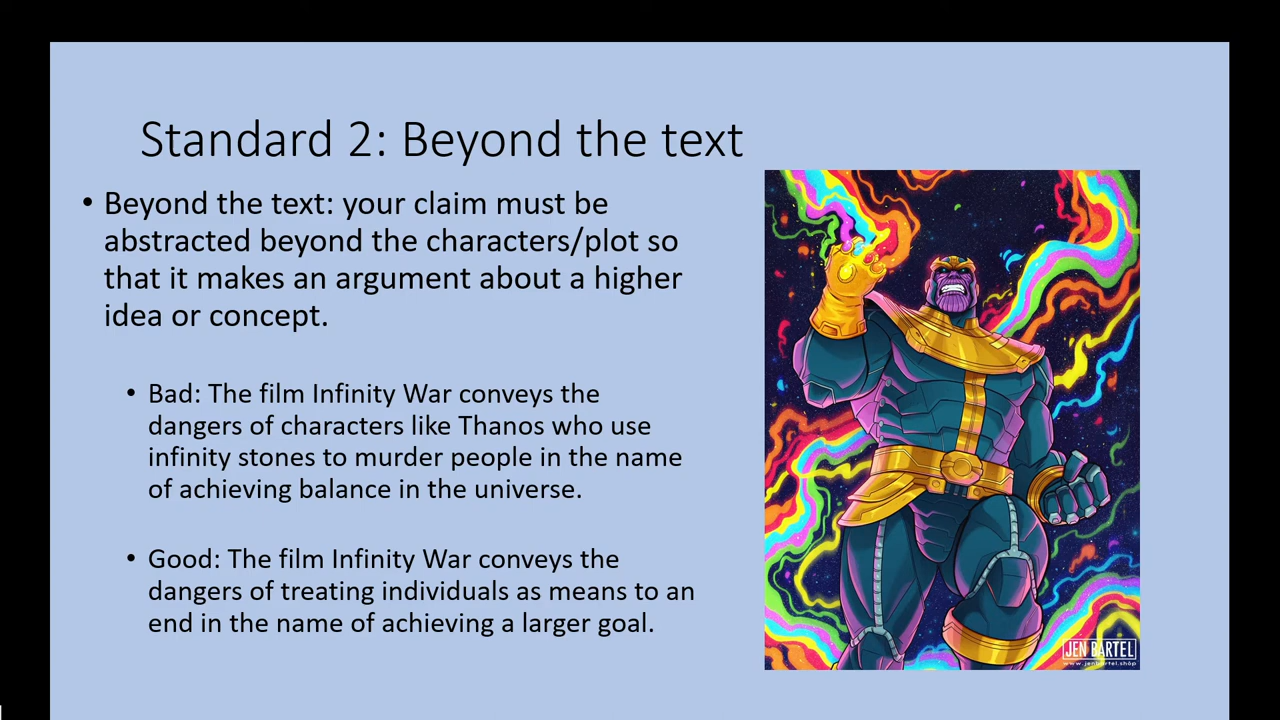 Standard 2: Beyond the text
• Beyond the text: your claim must be
abstracted beyond the characters/plot so
that it makes an argument about a higher
idea or concept.
• Bad: The film Infinity War conveys the
dangers of characters like Thanos who use
infinity stones to murder people in the name
of achieving balance in the universe.
• Good: The film Infinity War conveys the
dangers of treating individuals as means to an
end in the name of achieving a larger goal.
JEN BARTEL
www.jenbartel.shop